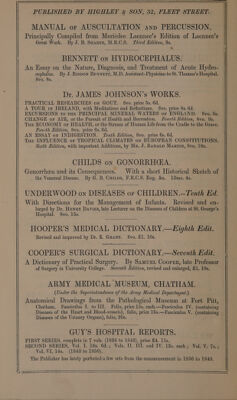 PUBLISHED BY HIGHLEY & SON, 32, FLEET STREET.
MANUAL OF AUSCULTATION AND PERCUSSION,
Principally Compiled from Meriadec Laennec's Edition of Laennec's
Great Work. By J. B. SHARPE, M.R.C.S. Third Edition, 3s.
BENNETT ON HYDROCEPHALUS.
An Essay on the Nature, Diagnosis, and Treatment of Acute Hydro-
cephalus. By J. RISDON BENNETT, M.D. Assistant-Physician to St. Thomas's Hospital.
8vo. 8s.
Dr. JAMES JOHNSON'S WORKS.
PRACTICAL RESEARCHES ON GOUT. 8vo. price 5s. 6d.
A TOUR in IRELAND, with Meditations and Reflections. 8vo. price 8s. 6d.
EXCURSIONS to the PRINCIPAL MINERAL WATERS of ENGLAND. 8vo. 5s.
CHANGE OF AIR, or the Pursuit of Health and Recreation. Fourth Edition, 8vo. 9s.
The ECONOMY of HEALTH, or the Stream of Human Life from the Cradle to the Grave.
Fourth Edition, 8vo. price 6s. 6d.
AN ESSAY on INDIGESTION. Tenth Edition, 8vo. price 6s. 6d.
The INFLUENCE of TROPICAL CLIMATES on EUROPEAN CONSTITUTIONS.
Sixth Edition, with important Additions, by Mr. J. RANALD MARTIN, 8vo. 18s.
CHILDS ON GONORRHŒA.
Gonorrhœa and its Consequences. With a short Historical Sketch of
the Venereal Disease. By G. B. CHILDS, F.R.C.S. Eng. &c. 12mo. 4s.
UNDERWOOD ON DISEASES OF CHILDREN.—Tenth Ed.
With Directions for the Management of Infants. Revised and en-
larged by Dr. HENRY DAVIES, late Lecturer on the Diseases of Children at St. George's
Hospital. 8vo. 15s.
HOOPER'S MEDICAL DICTIONARY.—Eighth Edit.
Revised and improved by Dr. K. GRANT. 8vo. £1. 10s.
COOPER'S SURGICAL DICTIONARY.—Seventh Edit.
A Dictionary of Practical Surgery. By SAMUEL COOPER, late Professor
of Surgery in University College. Seventh Edition, revised and enlarged, £1. 10s.
ARMY MEDICAL MUSEUM, CHATHAM.
(Under the Superintendence of the Army Medical Department.)
Anatomical Drawings from the Pathological Museum at Fort Pitt,
Chatham. Fasciculus I. to III. Folio, price 15s. each.—Fasciculus IV. (containing
Diseases of the Heart and Blood-vessels), folio, price 15s.—Fasciculus V. (containing
Diseases of the Urinary Organs), folio, 20s.
GUY'S HOSPITAL REPORTS.
FIRST SERIES, complete in 7 vols. (1836 to 1842), price £4. 11s.
SECOND SERIES, Vol. I. 18s. 6d.; Vols. II. III. and IV. 13s. each; Vol. V. 7s.;
Vol. VI. 14s. (1843 to 1850).
The Publisher has lately perfected a few sets from the commencement in 1836 to 1849.